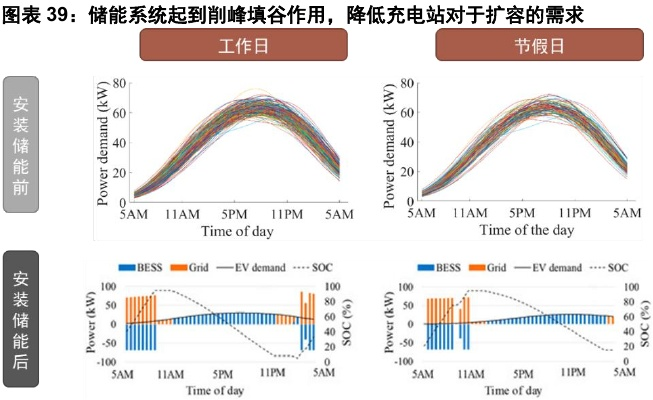 图表 39：储能系统起到削峰填谷作用，降低充电站对于扩容的需求
工作日
节假日
安装储能前
Power demand (kW)
80
60
40
20
0
5AM 11AM 5PM 11PM 5AM
Time of day
Power demand (kW)
80
60
40
20
0
5AM 11AM 5PM 11PM 5AM
Time of the day
安装储能后
BESS Grid EV demand SOC
Power (kW)
100
50
0
-50
-100
100
80
60
40
20
0
SOC (%)
5AM 11AM 5PM 11PM 5AM
Time of day
BESS Grid EV demand SOC
Power (kW)
100
50
0
-50
-100
100
80
60
40
20
0
SOC (%)
5AM 11AM 5PM 11PM 5AM
Time of day